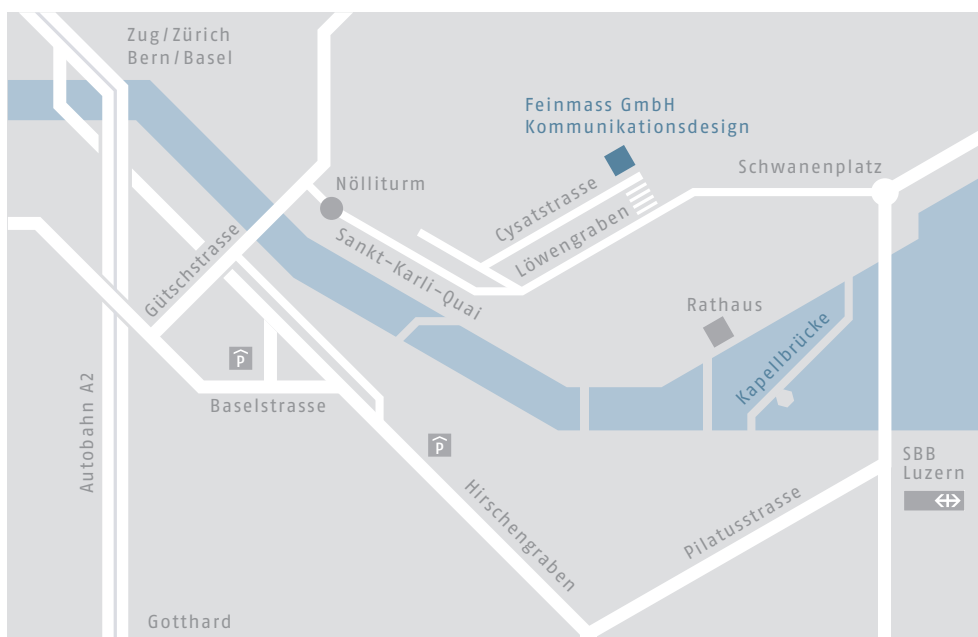 Zug/Zürich
Bern/Basel
Feinmass GmbH
Kommunikationsdesign
Schwanenplatz
Nölliturm
Cysatstrasse
Löwengraben
Sankt-Karli-Quai
Gütschstrasse
Rathaus
Kapellbrücke
P
Baselstrasse
Autobahn A2
P
SBB
Luzern
Hirschengraben
Pilatusstrasse
Gotthard